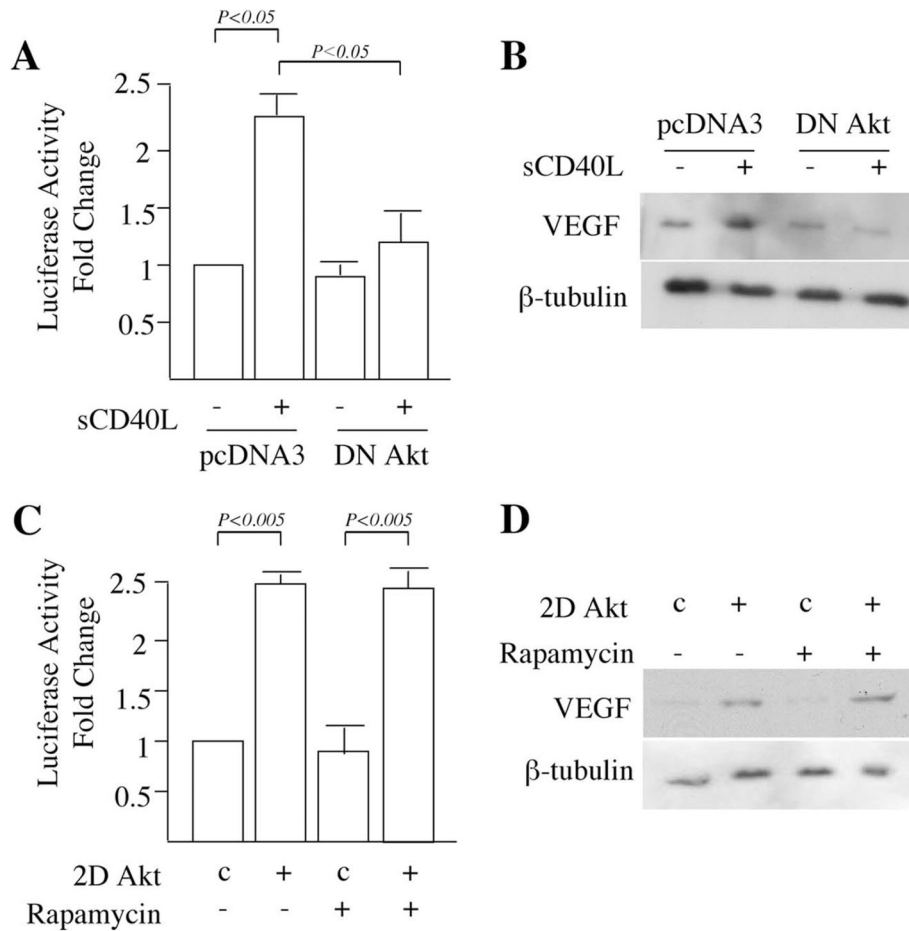 A
P<0.05
P<0.05
Luciferase Activity
Fold Change
2.5
2
1.5
1
0.5
sCD40L - + - +
pcDNA3 DN Akt
B
pcDNA3 DN Akt
sCD40L - + - +
VEGF
β-tubulin
C
P<0.005 P<0.005
Luciferase Activity
Fold Change
2.5
2
1.5
1
0.5
2D Akt c + c +
Rapamycin - - + +
D
2D Akt c + c +
Rapamycin - - + +
VEGF
β-tubulin